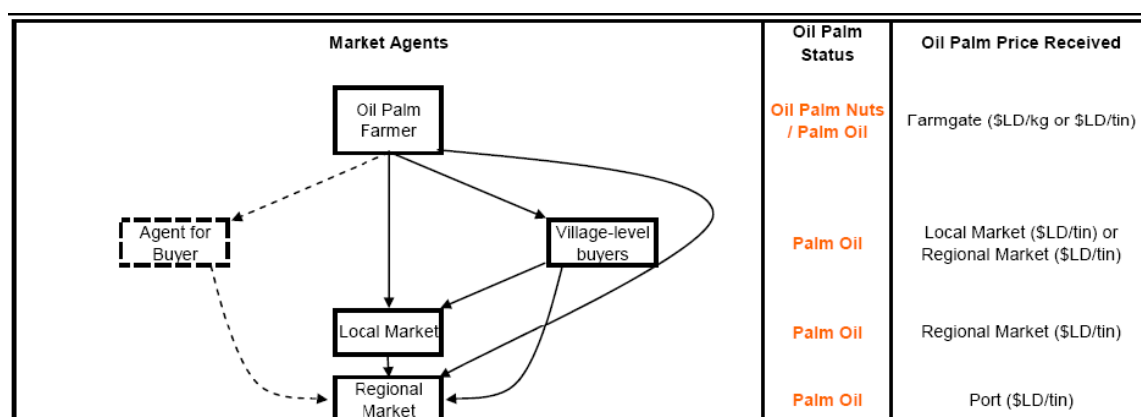 Market Agents
Oil Palm
Status
Oil Palm Price Received
Oil Palm
Farmer
Oil Palm Nuts
/ Palm Oil
Farmgate ($LD/kg or $LD/tin)
Agent for
Buyer
Village-level
buyers
Palm Oil
Local Market ($LD/tin) or
Regional Market ($LD/tin)
Local Market
Palm Oil
Regional Market ($LD/tin)
Regional
Market
Palm Oil
Port ($LD/tin)